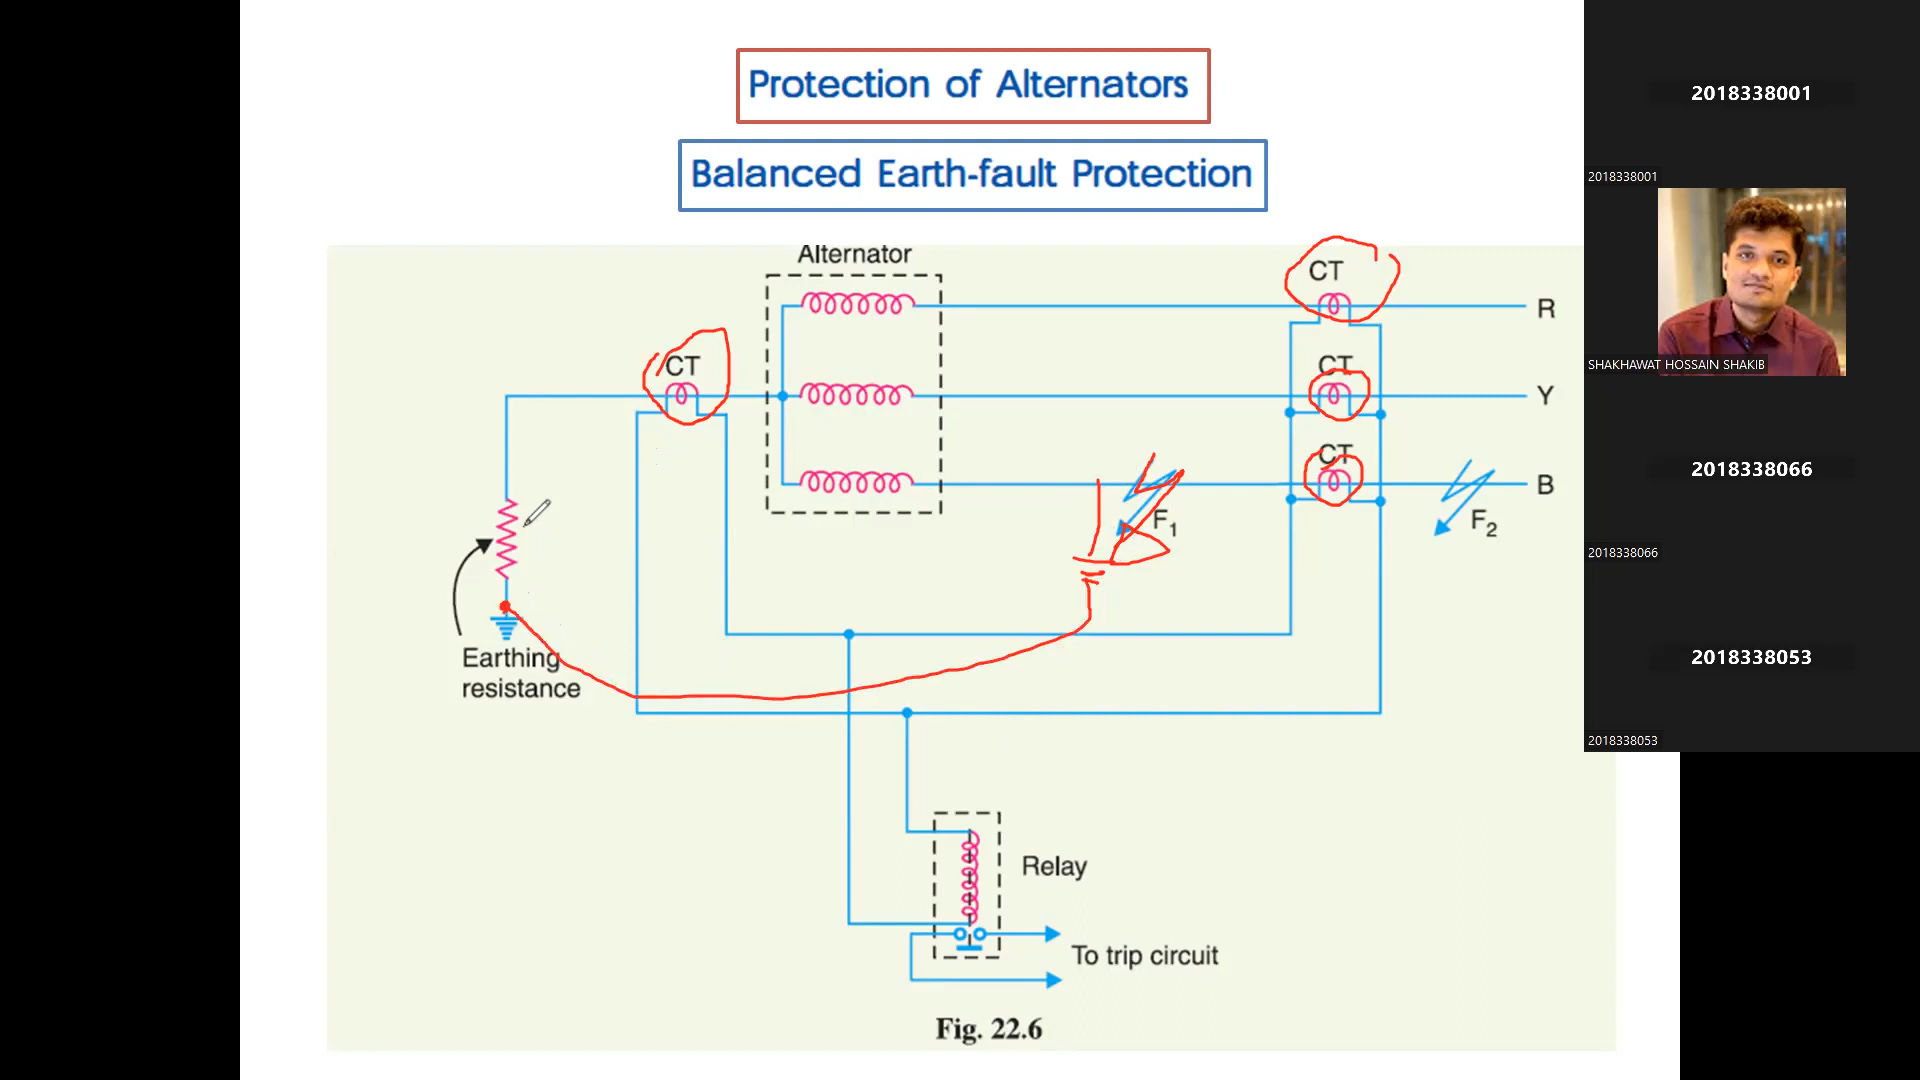 Protection of Alternators
Balanced Earth-fault Protection
Alternator
CT
R
CT
CT
Y
CT
B
F1
F2
Earthing
resistance
Relay
To trip circuit
Fig. 22.6
2018338001
2018338001
SHAKHAWAT HOSSAIN SHAKIB
2018338066
2018338066
2018338053
2018338053